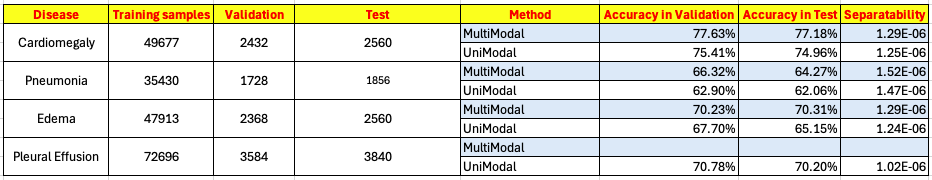 Disease Training samples Validation Test Method Accuracy in Validation Accuracy in Test Separatability
Cardiomegaly 49677 2432 2560 MultiModal 77.63% 77.18% 1.29E-06
UniModal 75.41% 74.96% 1.25E-06
Pneumonia 35430 1728 1856 MultiModal 66.32% 64.27% 1.52E-06
UniModal 62.90% 62.06% 1.47E-06
Edema 47913 2368 2560 MultiModal 70.23% 70.31% 1.29E-06
UniModal 67.70% 65.15% 1.24E-06
Pleural Effusion 72696 3584 3840 MultiModal
UniModal 70.78% 70.20% 1.02E-06